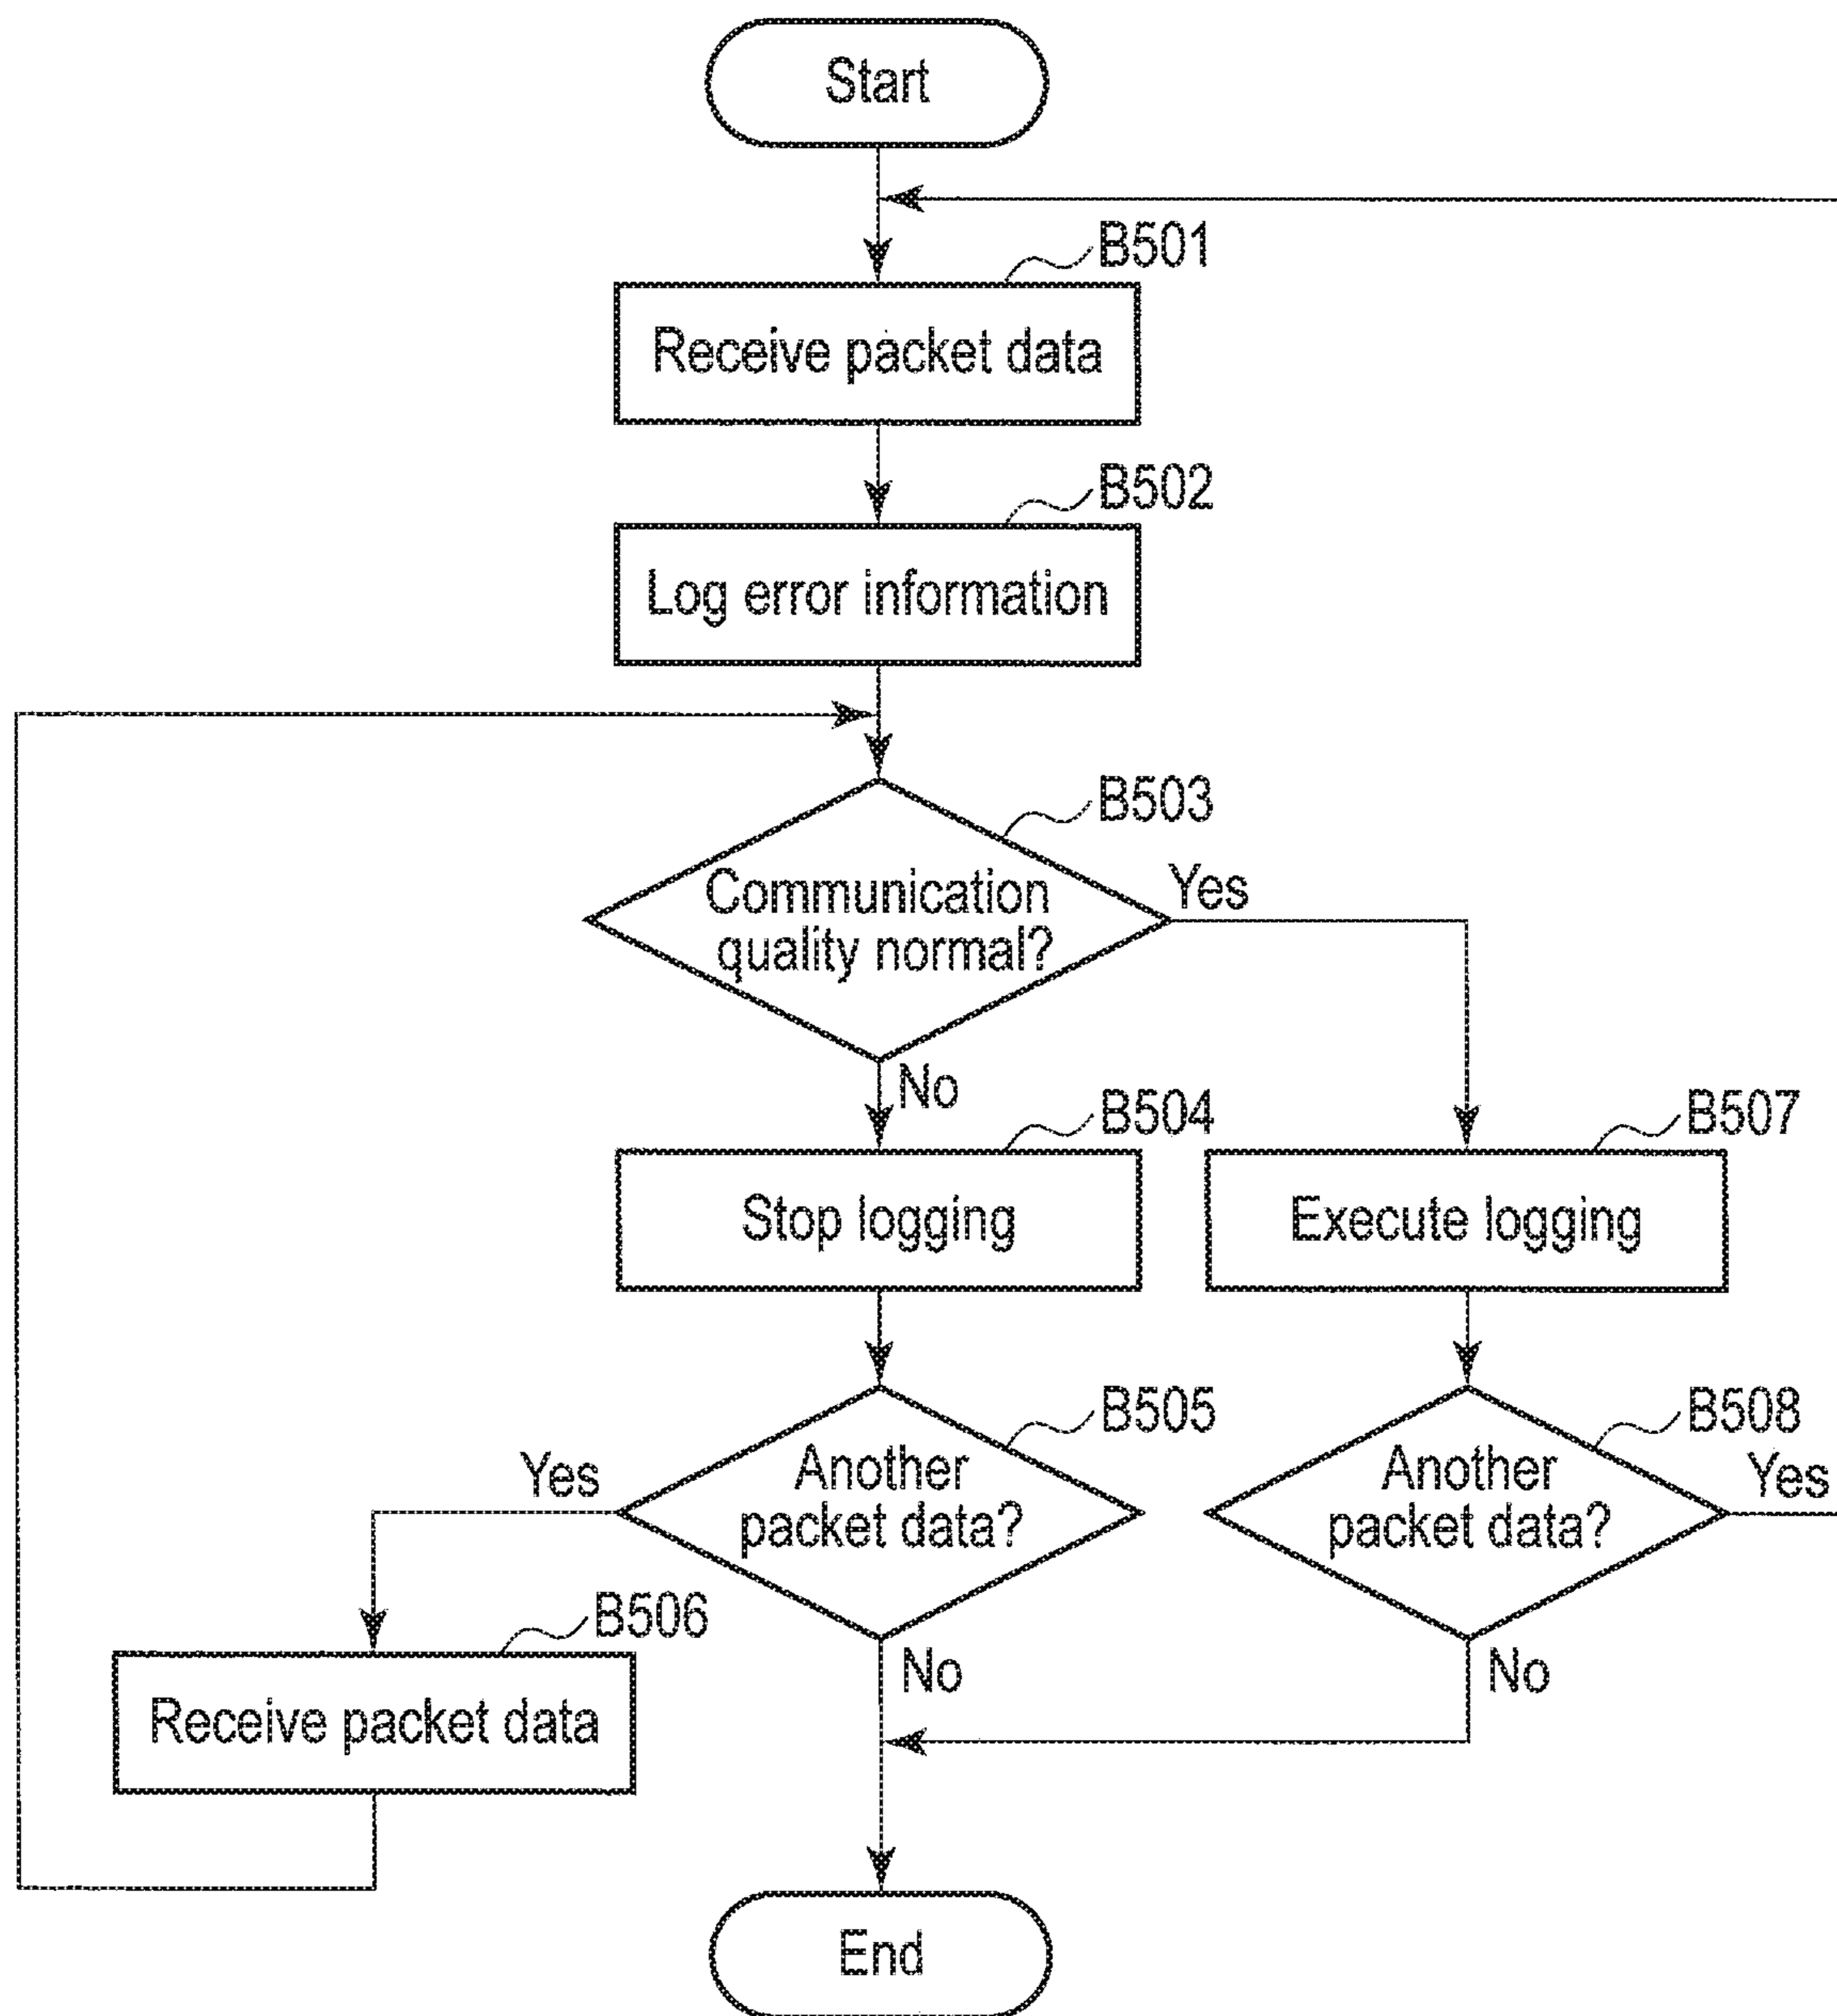 Start
B501
Receive packet data
B502
Log error information
B503
Communication
quality normal?
Yes
No
B504
Stop logging
B507
Execute logging
B505
Another
packet data?
Yes
No
B508
Another
packet data?
Yes
No
B506
Receive packet data
End